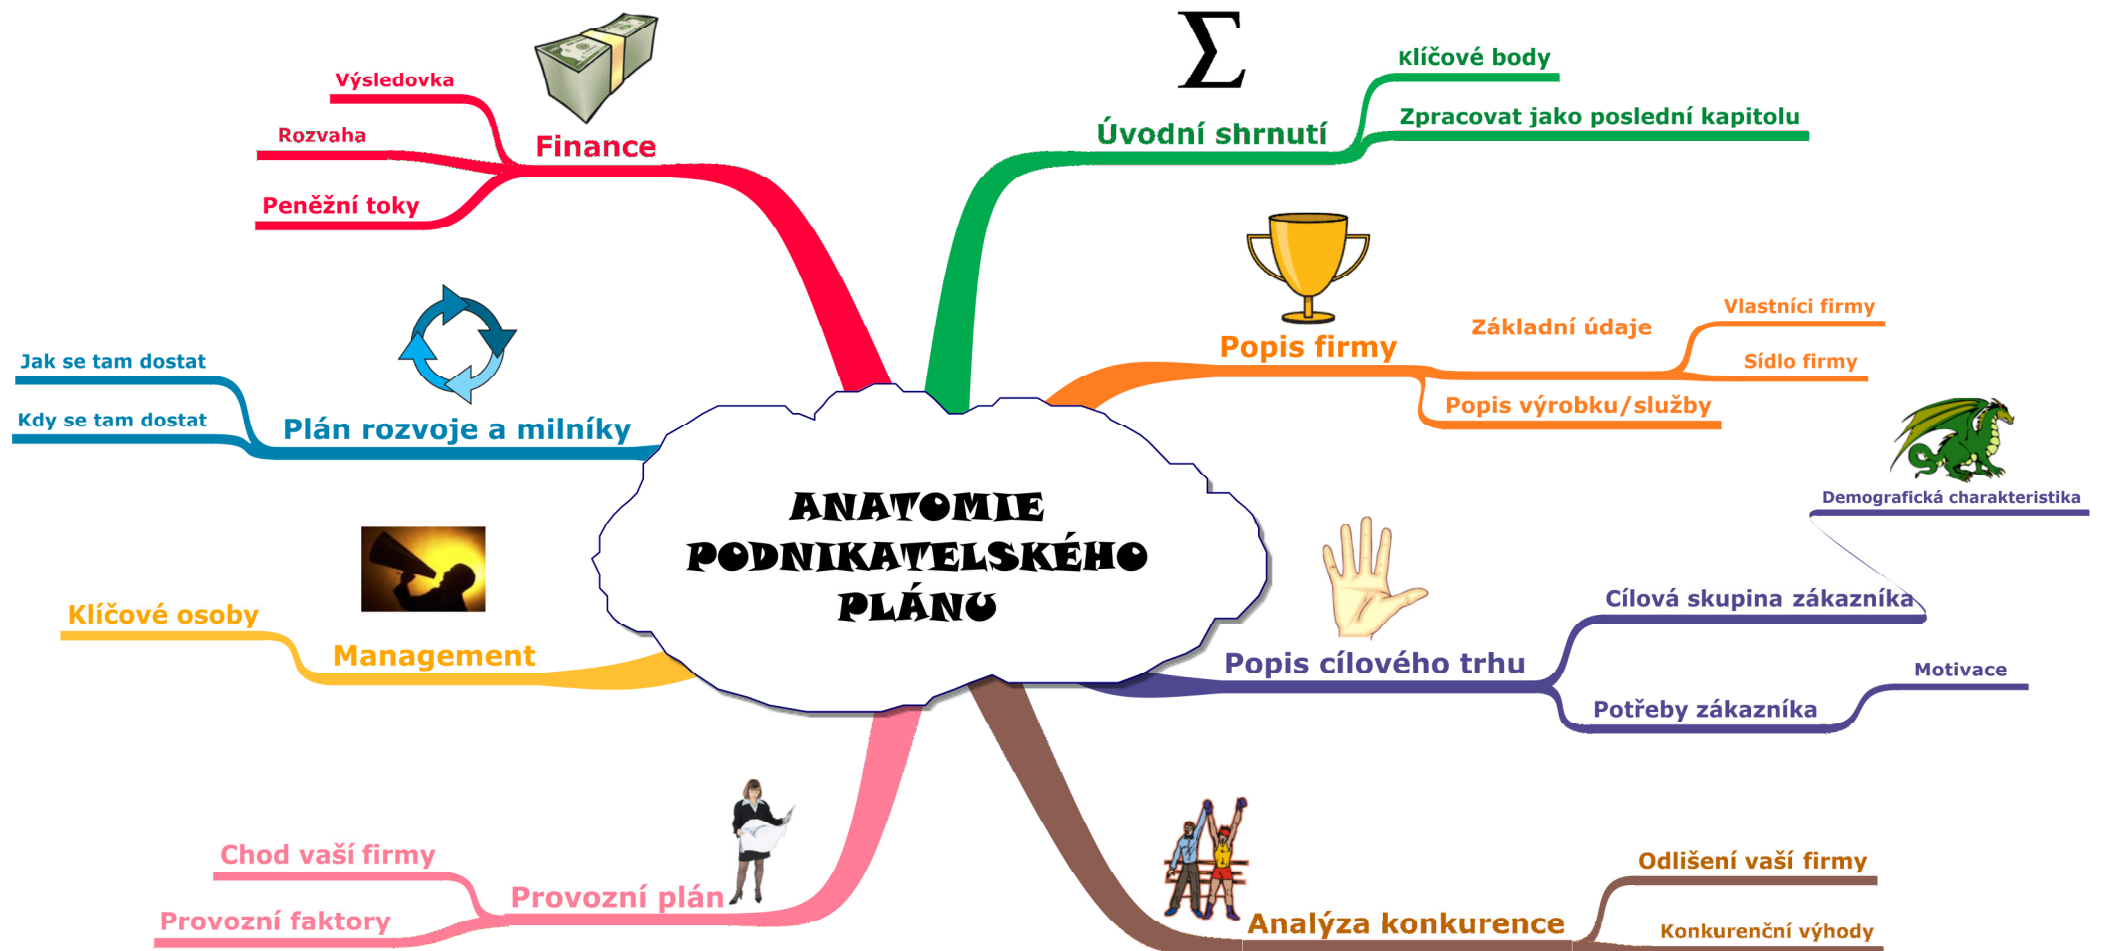 ANATOMIE
PODNIKATELSKÉHO
PLÁNU
Úvodní shrnutí
Klíčové body
Zpracovat jako poslední kapitolu
Popis firmy
Základní údaje
Vlastníci firmy
Sídlo firmy
Popis výrobku/služby
Popis cílového trhu
Cílová skupina zákazníka
Demografická charakteristika
Potřeby zákazníka
Motivace
Analýza konkurence
Odlišení vaší firmy
Konkurenční výhody
Provozní plán
Chod vaší firmy
Provozní faktory
Management
Klíčové osoby
Plán rozvoje a milníky
Jak se tam dostat
Kdy se tam dostat
Finance
Výsledovka
Rozvaha
Peněžní toky